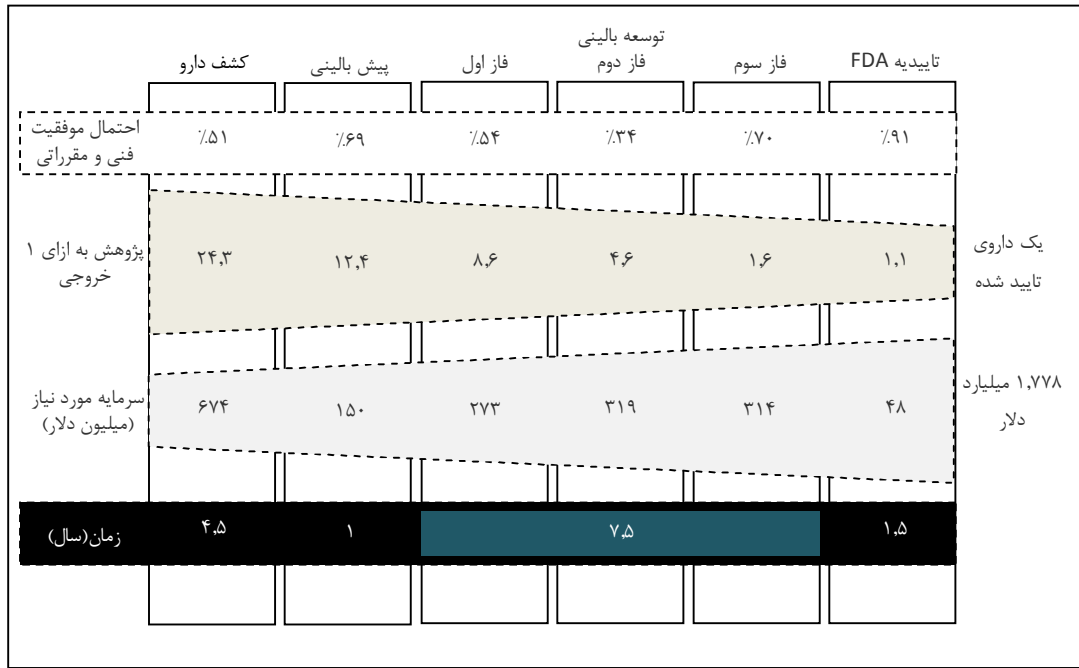 توسعه بالینی
کشف دارو	پیش بالینی	فاز اول	فاز دوم	فاز سوم	تاییدیه FDA
احتمال موفقیت
فنی و مقرراتی
٪۵۱	٪۶۹	٪۵۴	٪۳۴	٪۷۰	٪۹۱
پژوهش به ازای ۱
خروجی
۲۴,۳	۱۲,۴	۸,۶	۴,۶	۱,۶	۱,۱
یک داروی
تایید شده
سرمایه مورد نیاز
(میلیون دلار)
۶۷۴	۱۵۰	۲۷۳	۳۱۹	۳۱۴	۴۸
۱,۷۷۸ میلیارد
دلار
زمان(سال)
۴,۵	۱	۷,۵	۱,۵